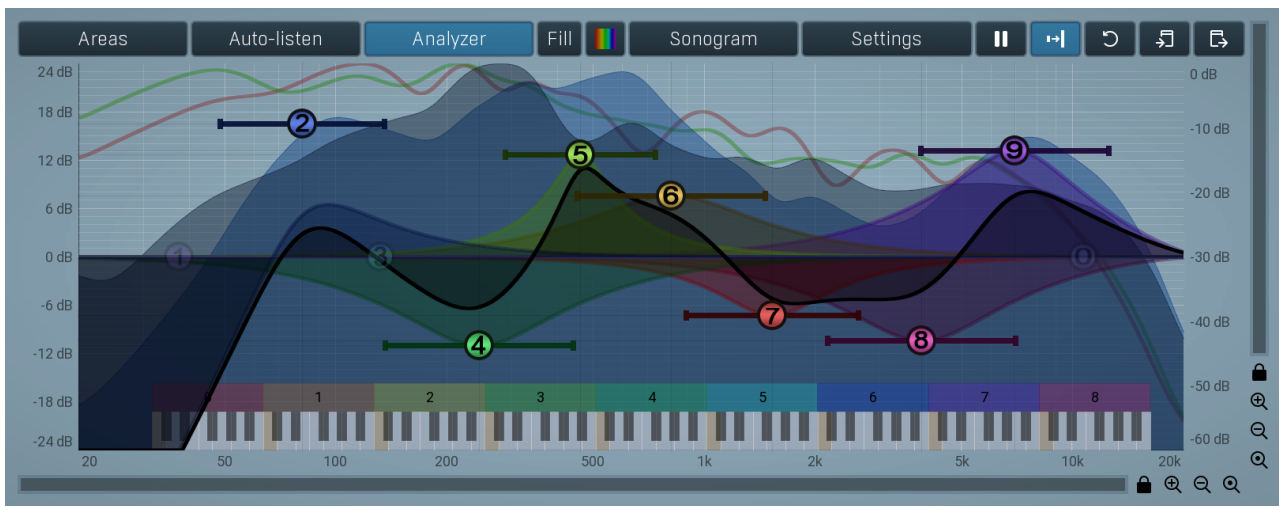 Areas Auto-listen Analyzer Fill Sonogram Settings
24 dB 0 dB
18 dB 2 -10 dB
12 dB 5 9
6 6 dB -20 dB
1 3 0 dB 0 -30 dB
-6 dB 7 -40 dB
4 8
-12 dB
-18 dB 0 1 2 3 4 5 6 7 8 -50 dB
-24 dB -60 dB
20 50 100 200 500 1k 2k 5k 10k 20k